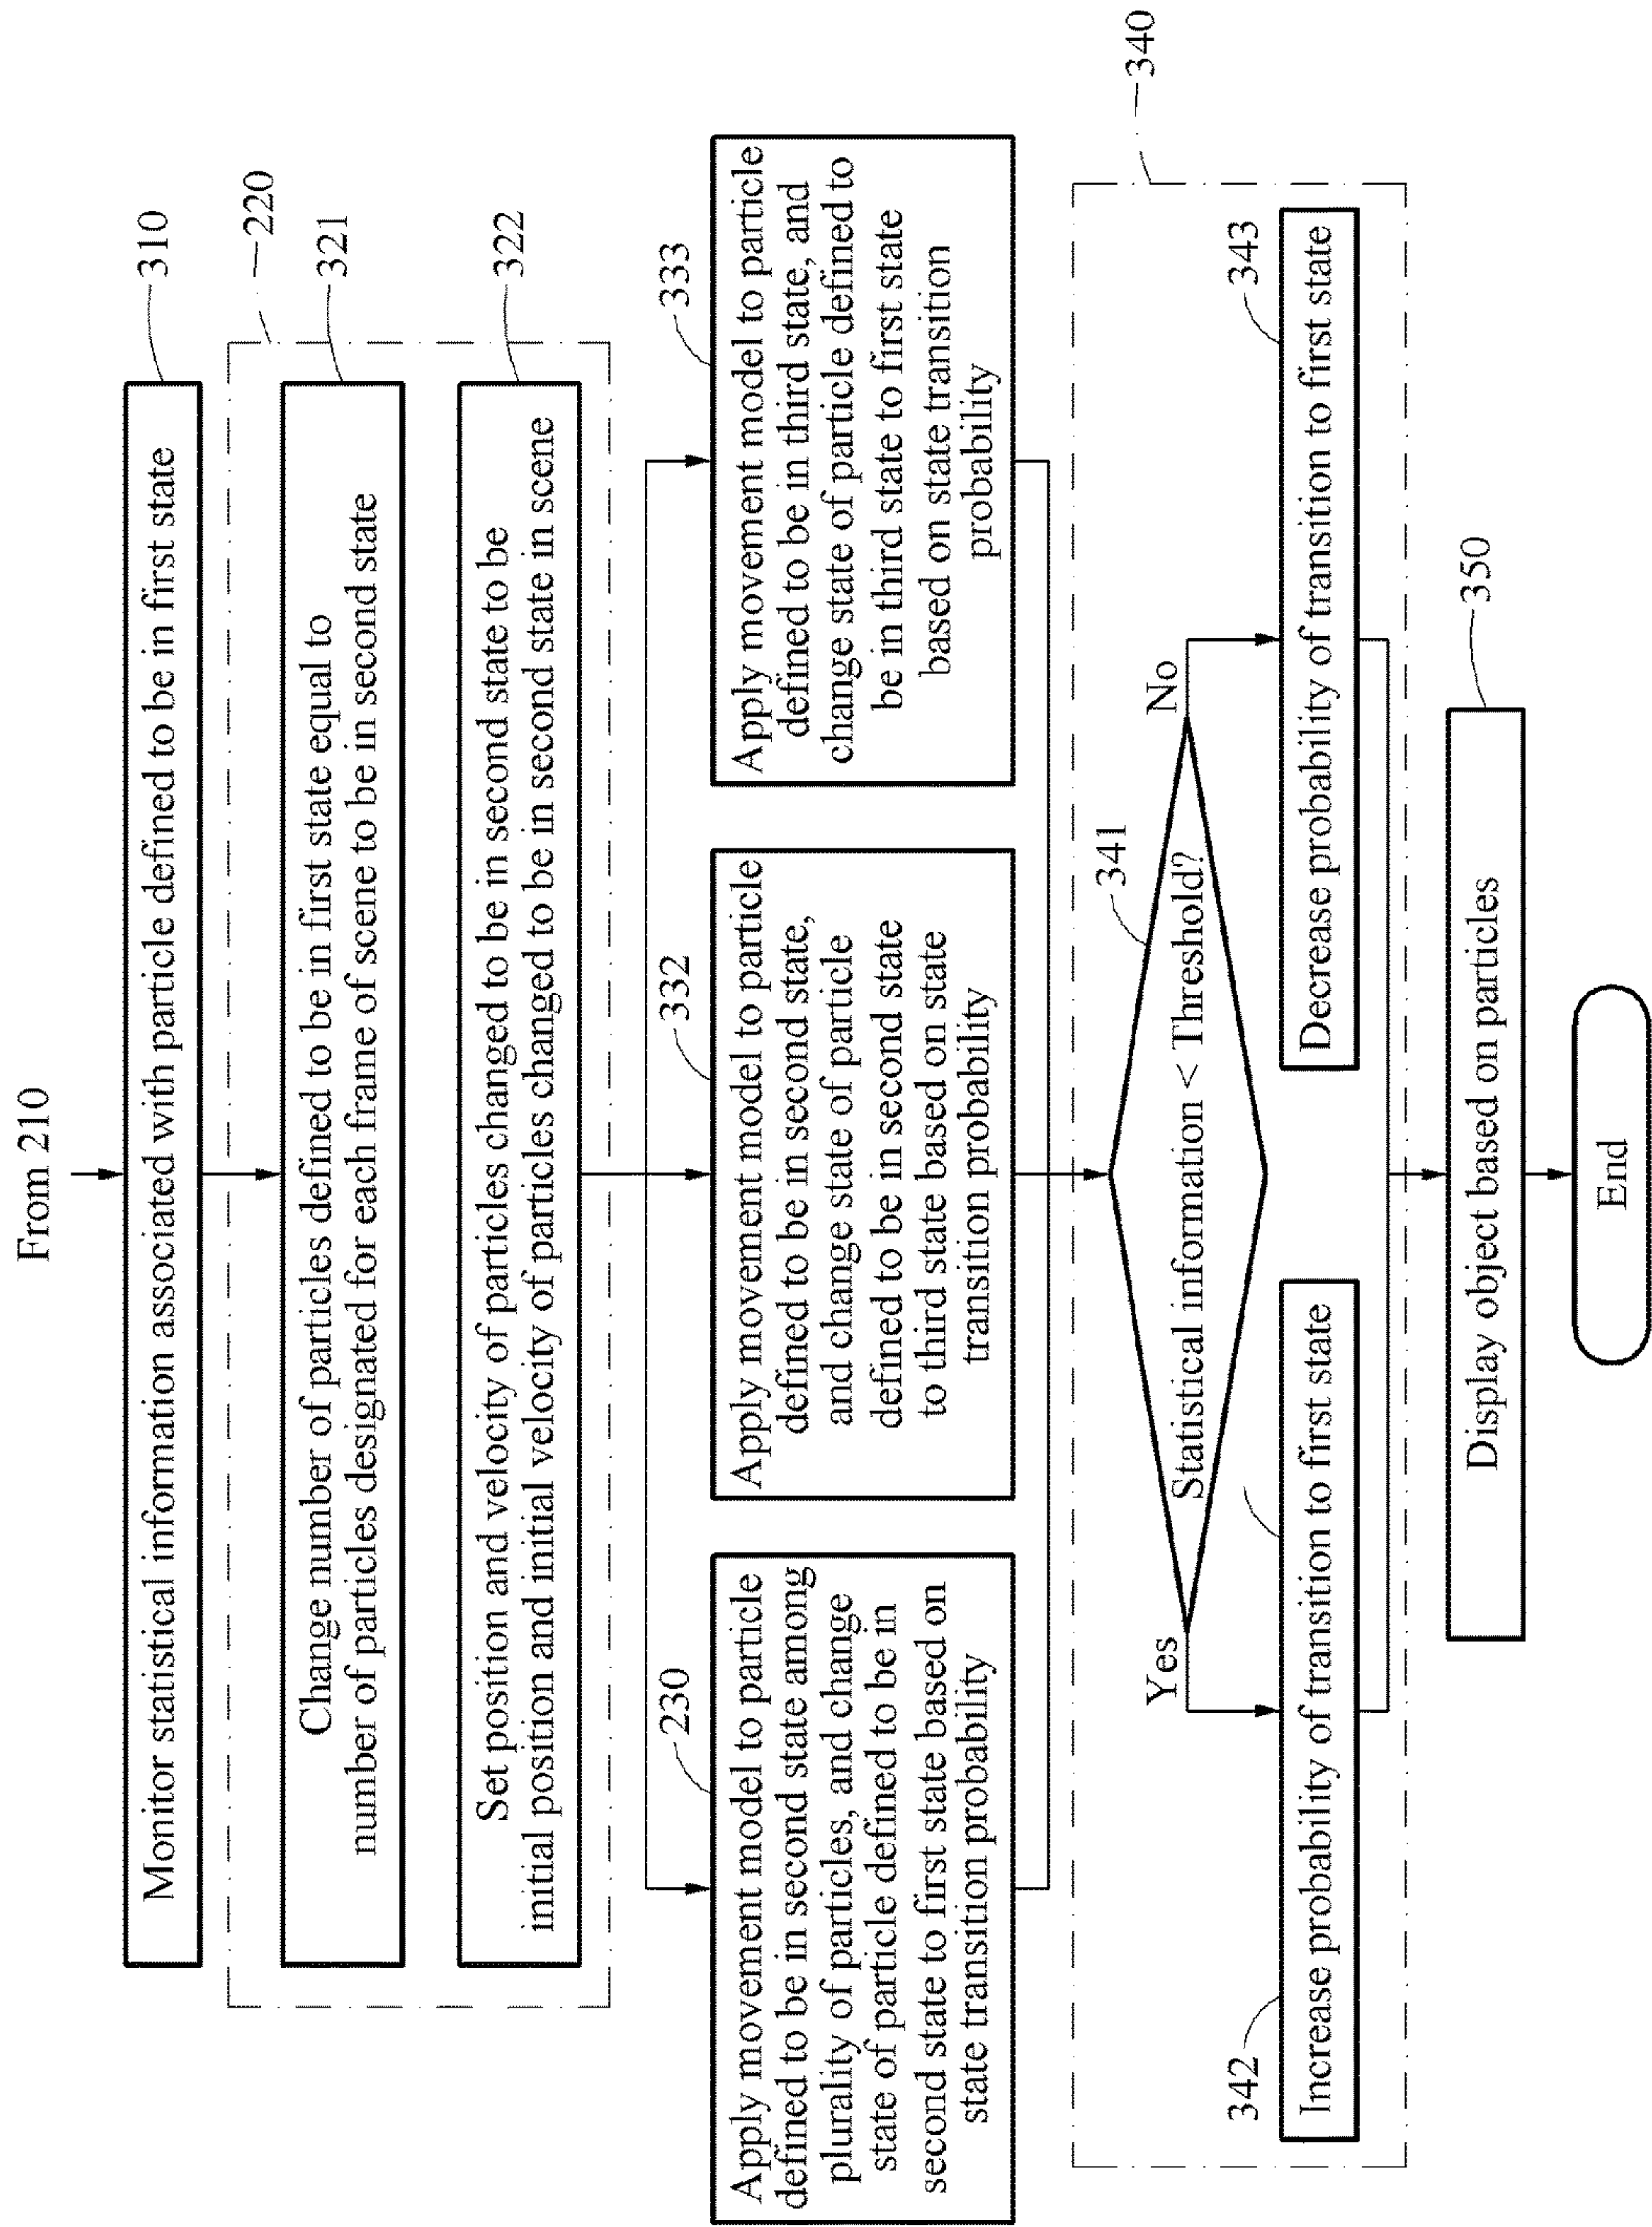 From 210
310
Monitor statistical information associated with particle defined to be in first state
220
321
Change number of particles defined to be in first state equal to
number of particles designated for each frame of scene to be in second state
322
Set position and velocity of particles changed to be in second state to be
initial position and initial velocity of particles changed to be in second state in scene
230
Apply movement model to particle
defined to be in second state among
plurality of particles, and change
state of particle defined to be in
second state to first state based on
state transition probability
332
Apply movement model to particle
defined to be in second state,
and change state of particle
defined to be in second state
to third state based on state
transition probability
333
Apply movement model to particle
defined to be in third state, and
change state of particle defined to
be in third state to first state
based on state transition
probability
340
341
Statistical information < Threshold?
Yes
No
342
Increase probability of transition to first state
343
Decrease probability of transition to first state
350
Display object based on particles
End